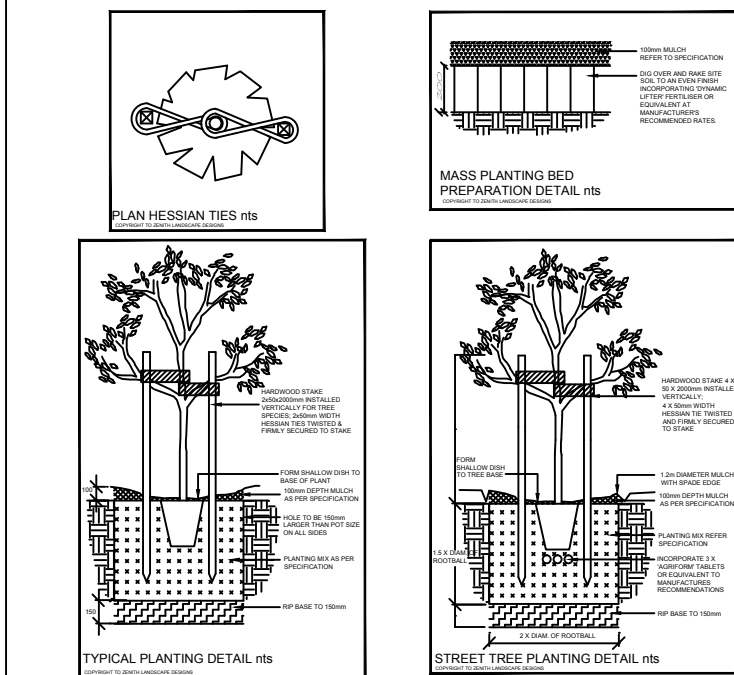 PLAN HESSIAN TIES nts
COPYRIGHT TO ZENITH LANDSCAPE DESIGNS
100mm MULCH
REFER TO SPECIFICATION
DIG OVER AND RAKE SITE
SOIL TO AN EVEN FINISH
INCORPORATING 'DYNAMIC
LIFTER' FERTILISER OR
EQUIVALENT AT
MANUFACTURER'S
RECOMMENDED RATES.
300
MASS PLANTING BED
PREPARATION DETAIL nts
COPYRIGHT TO ZENITH LANDSCAPE DESIGNS
HARDWOOD STAKE
2x50x2000mm INSTALLED
VERTICALLY FOR TREE
SPECIES; 2x50mm WIDTH
HESSIAN TIES TWISTED &
FIRMLY SECURED TO STAKE
FORM SHALLOW DISH TO
BASE OF PLANT
100mm DEPTH MULCH
AS PER SPECIFICATION
HOLE TO BE 150mm
LARGER THAN POT SIZE
ON ALL SIDES
PLANTING MIX AS PER
SPECIFICATION
RIP BASE TO 150mm
100
150
TYPICAL PLANTING DETAIL nts
COPYRIGHT TO ZENITH LANDSCAPE DESIGNS
HARDWOOD STAKE 4 X
50 X 2000mm INSTALLE
VERTICALLY;
4 X 50mm WIDTH
HESSIAN TIE TWISTED
AND FIRMLY SECURED
TO STAKE
FORM
SHALLOW DISH
TO TREE BASE
1.2m DIAMETER MULCH
WITH SPADE EDGE
100mm DEPTH MULCH
AS PER SPECIFICATION
PLANTING MIX REFER
SPECIFICATION
INCORPORATE 3 X
'AGRIFORM' TABLETS
OR EQUIVALENT TO
MANUFACTURES
RECOMMENDATIONS
RIP BASE TO 150mm
1.5 X DIAM. OF
ROOTBALL
2 X DIAM. OF ROOTBALL
STREET TREE PLANTING DETAIL nts
COPYRIGHT TO ZENITH LANDSCAPE DESIGNS